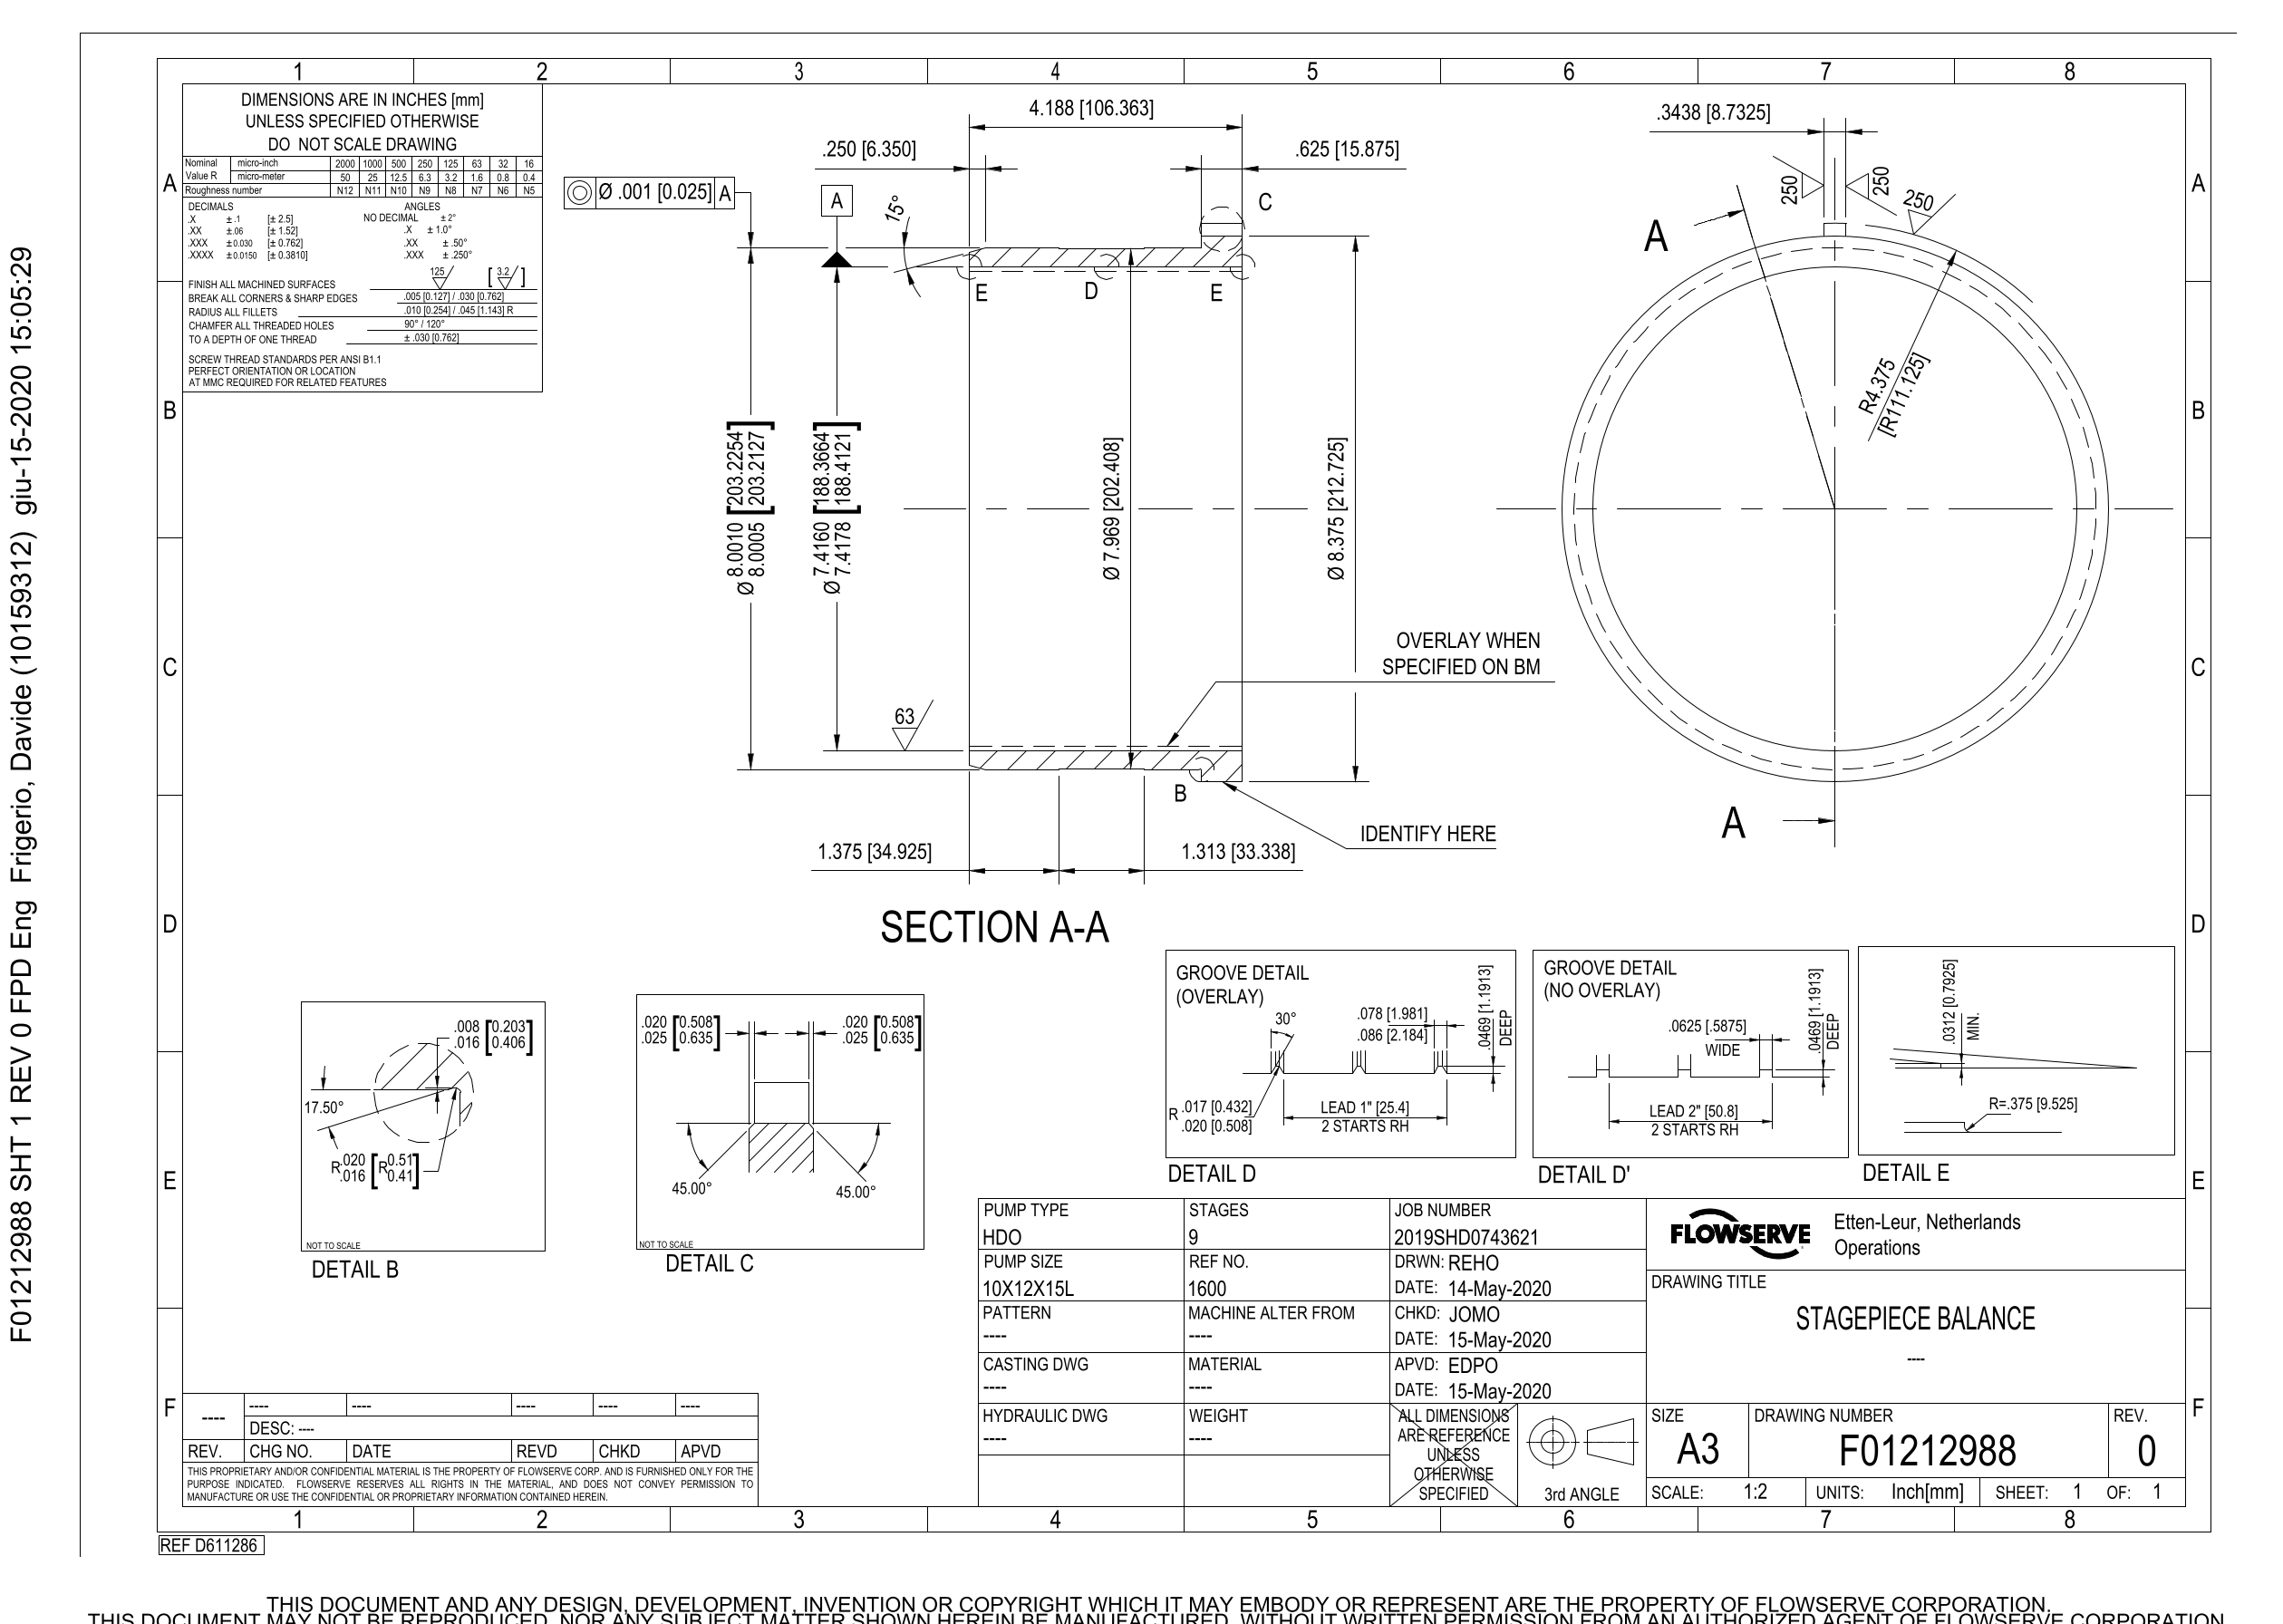 F01212988 SHT 1 REV 0 FPD Eng Frigerio, Davide (10159312) giu-15-2020 15:05:29
1 2 3 4 5 6 7 8
A
B
C
D
E
F
DIMENSIONS ARE IN INCHES [mm]
UNLESS SPECIFIED OTHERWISE
DO NOT SCALE DRAWING
Nominal micro-inch 2000 1000 500 250 125 63 32 16
Value R micro-meter 50 25 12.5 6.3 3.2 1.6 0.8 0.4
Roughness number N12 N11 N10 N9 N8 N7 N6 N5
DECIMALS ANGLES
.X ± .1 [± 2.5] NO DECIMAL ± 2°
.XX ±.06 [± 1.52] .X ± 1.0°
.XXX ±0.030 [± 0.762] .XX ± .50°
.XXXX ±0.0150 [± 0.3810] .XXX ± .250°
FINISH ALL MACHINED SURFACES 125 [ 3.2 ]
BREAK ALL CORNERS & SHARP EDGES .005 [0.127] / .030 [0.762]
RADIUS ALL FILLETS .010 [0.254] / .045 [1.143] R
CHAMFER ALL THREADED HOLES 90° / 120°
TO A DEPTH OF ONE THREAD ± .030 [0.762]
SCREW THREAD STANDARDS PER ANSI B1.1
PERFECT ORIENTATION OR LOCATION
AT MMC REQUIRED FOR RELATED FEATURES
4.188 [106.363]
.250 [6.350]
.625 [15.875]
Ø .001 [0.025] A
A
15°
C
E
D
E
Ø 8.0010 [203.2254]
8.0005 [203.2127]
Ø 7.4160 [188.3664]
7.4178 [188.4121]
Ø 7.969 [202.408]
Ø 8.375 [212.725]
OVERLAY WHEN
SPECIFIED ON BM
63
B
IDENTIFY HERE
1.375 [34.925]
1.313 [33.338]
SECTION A-A
.3438 [8.7325]
250
250
250
A
R4.375
[R111.125]
A
.008 [0.203]
.016 [0.406]
17.50°
R .020 [R 0.51]
.016 [0.41]
NOT TO SCALE
DETAIL B
.020 [0.508]
.025 [0.635]
.020 [0.508]
.025 [0.635]
45.00°
45.00°
NOT TO SCALE
DETAIL C
GROOVE DETAIL
(OVERLAY)
30°
.078 [1.981]
.086 [2.184]
.0469 [1.1913]
DEEP
R .017 [0.432]
.020 [0.508]
LEAD 1" [25.4]
2 STARTS RH
DETAIL D
GROOVE DETAIL
(NO OVERLAY)
.0625 [.5875]
WIDE
.0469 [1.1913]
DEEP
LEAD 2" [50.8]
2 STARTS RH
DETAIL D'
.0312 [0.7925]
MIN.
R=.375 [9.525]
DETAIL E
PUMP TYPE
HDO
STAGES
9
JOB NUMBER
2019SHD0743621
PUMP SIZE
10X12X15L
REF NO.
1600
DRWN: REHO
DATE: 14-May-2020
PATTERN
----
MACHINE ALTER FROM
----
CHKD: JOMO
DATE: 15-May-2020
CASTING DWG
----
MATERIAL
----
APVD: EDPO
DATE: 15-May-2020
HYDRAULIC DWG
----
WEIGHT
----
ALL DIMENSIONS
ARE REFERENCE
UNLESS
OTHERWISE
SPECIFIED
3rd ANGLE
FLOWSERVE
Etten-Leur, Netherlands
Operations
DRAWING TITLE
STAGEPIECE BALANCE
----
SIZE
A3
DRAWING NUMBER
F01212988
REV.
0
SCALE: 1:2 UNITS: Inch[mm] SHEET: 1 OF: 1
---- ---- ---- ---- ---- ----
DESC: ----
REV. CHG NO. DATE REVD CHKD APVD
THIS PROPRIETARY AND/OR CONFIDENTIAL MATERIAL IS THE PROPERTY OF FLOWSERVE CORP. AND IS FURNISHED ONLY FOR THE
PURPOSE INDICATED. FLOWSERVE RESERVES ALL RIGHTS IN THE MATERIAL, AND DOES NOT CONVEY PERMISSION TO
MANUFACTURE OR USE THE CONFIDENTIAL OR PROPRIETARY INFORMATION CONTAINED HEREIN.
A
B
C
D
E
F
1 2 3 4 5 6 7 8
REF D611286
THIS DOCUMENT AND ANY DESIGN, DEVELOPMENT, INVENTION OR COPYRIGHT WHICH IT MAY EMBODY OR REPRESENT ARE THE PROPERTY OF FLOWSERVE CORPORATION.
THIS DOCUMENT MAY NOT BE REPRODUCED, NOR ANY SUBJECT MATTER SHOWN HEREIN BE MANUFACTURED, WITHOUT WRITTEN PERMISSION FROM AN AUTHORIZED AGENT OF FLOWSERVE CORPORATION